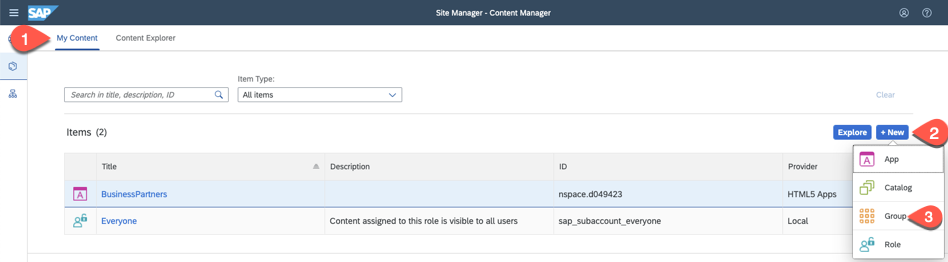 SAP
Site Manager - Content Manager
1
My Content
Content Explorer
Item Type:
Search in title, description, ID
All items
Clear
Items (2)
Explore
+ New
2
Title
Description
ID
Provider
App
A
BusinessPartners
nspace.d049423
HTML5 Apps
Catalog
Everyone
Content assigned to this role is visible to all users
sap_subaccount_everyone
Local
Group
3
Role